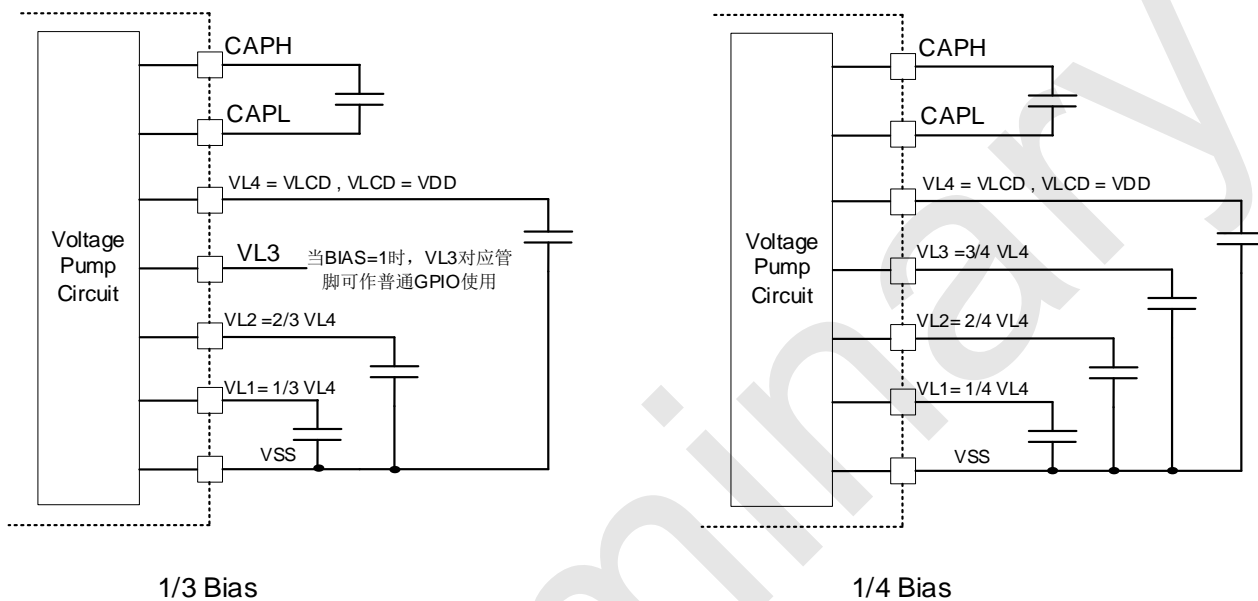 CAPH
CAPL
VL4 = VLCD , VLCD = VDD
Voltage
Pump
Circuit
VL3
当BIAS=1时，VL3对应管
脚可作普通GPIO使用
VL2 =2/3 VL4
VL1= 1/3 VL4
VSS
1/3 Bias
CAPH
CAPL
VL4 = VLCD , VLCD = VDD
Voltage
Pump
Circuit
VL3 =3/4 VL4
VL2= 2/4 VL4
VL1= 1/4 VL4
VSS
1/4 Bias
minary